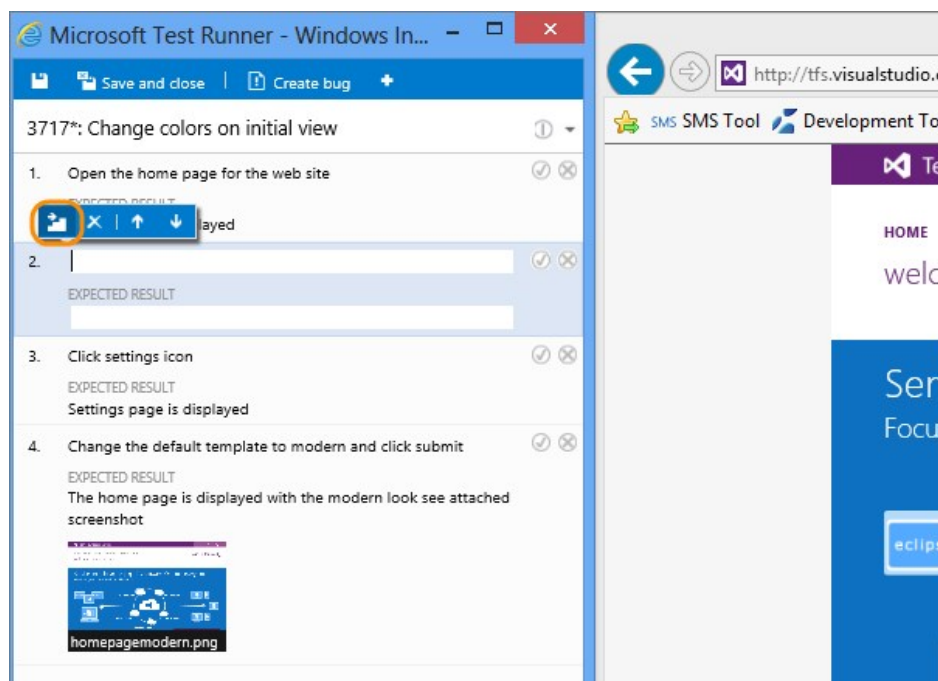 Microsoft Test Runner - Windows In...
Save and close
Create bug
3717*: Change colors on initial view
1. Open the home page for the web site
EXPECTED RESULT
layed
2.
EXPECTED RESULT
3. Click settings icon
EXPECTED RESULT
Settings page is displayed
4. Change the default template to modern and click submit
EXPECTED RESULT
The home page is displayed with the modern look see attached
screenshot
homepagemodern.png
http://tfs.visualstudio.
SMS SMS Tool Development To
Te
HOME
welc
Ser
Focu
eclips